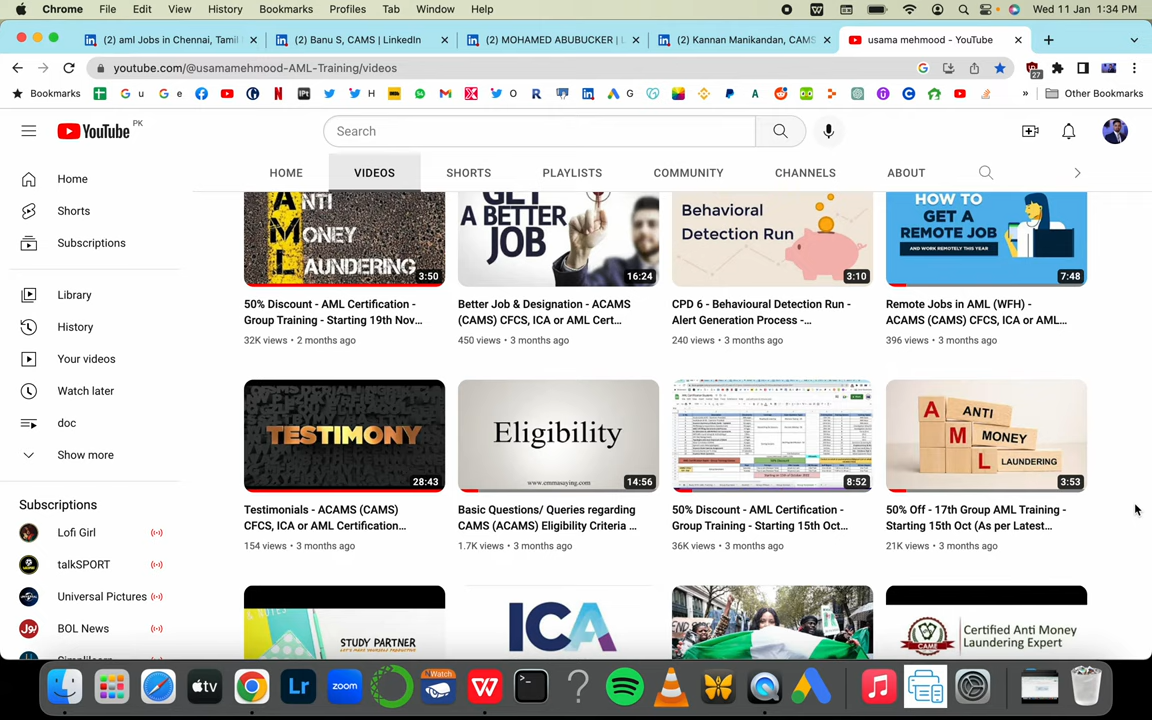 Chrome File Edit View History Bookmarks Profiles Tab Window Help Wed 11 Jan 1:34 PM
(2) aml Jobs in Chennai, Tamil (2) Banu S, CAMS | LinkedIn (2) MOHAMED ABUBUCKER | L (2) Kannan Manikandan, CAMS usama mehmood - YouTube
youtube.com/@usamamehmood-AML-Training/videos
27
Bookmarks G u G e H O G Other Bookmarks
YouTube PK
Search
HOME VIDEOS SHORTS PLAYLISTS COMMUNITY CHANNELS ABOUT
Home
Shorts
Subscriptions
Library
History
Your videos
Watch later
doc
Show more
Subscriptions
Lofi Girl
talkSPORT
Universal Pictures
BOL News
AML
ANTI
MONEY
LAUNDERING
3:50
50% Discount - AML Certification -
Group Training - Starting 19th Nov...
32K views • 2 months ago
GET
A BETTER
JOB
16:24
Better Job & Designation - ACAMS
(CAMS) CFCS, ICA or AML Cert...
450 views • 3 months ago
Behavioral
Detection Run
3:10
CPD 6 - Behavioural Detection Run -
Alert Generation Process -...
240 views • 3 months ago
HOW TO
GET A
REMOTE JOB
AND WORK REMOTELY THIS YEAR
7:48
Remote Jobs in AML (WFH) -
ACAMS (CAMS) CFCS, ICA or AML...
396 views • 3 months ago
TESTIMONY
28:43
Testimonials - ACAMS (CAMS)
CFCS, ICA or AML Certification...
154 views • 3 months ago
Eligibility
www.emmasaying.com
14:56
Basic Questions/ Queries regarding
CAMS (ACAMS) Eligibility Criteria ...
1.7K views • 3 months ago
8:52
50% Discount - AML Certification -
Group Training - Starting 15th Oct...
36K views • 3 months ago
A ANTI
M MONEY
L LAUNDERING
3:53
50% Off - 17th Group AML Training -
Starting 15th Oct (As per Latest...
21K views • 3 months ago
STUDY PARTNER
ICA
Certified Anti Money
Laundering Expert
CAME
tv
Lr
zoom
Watch